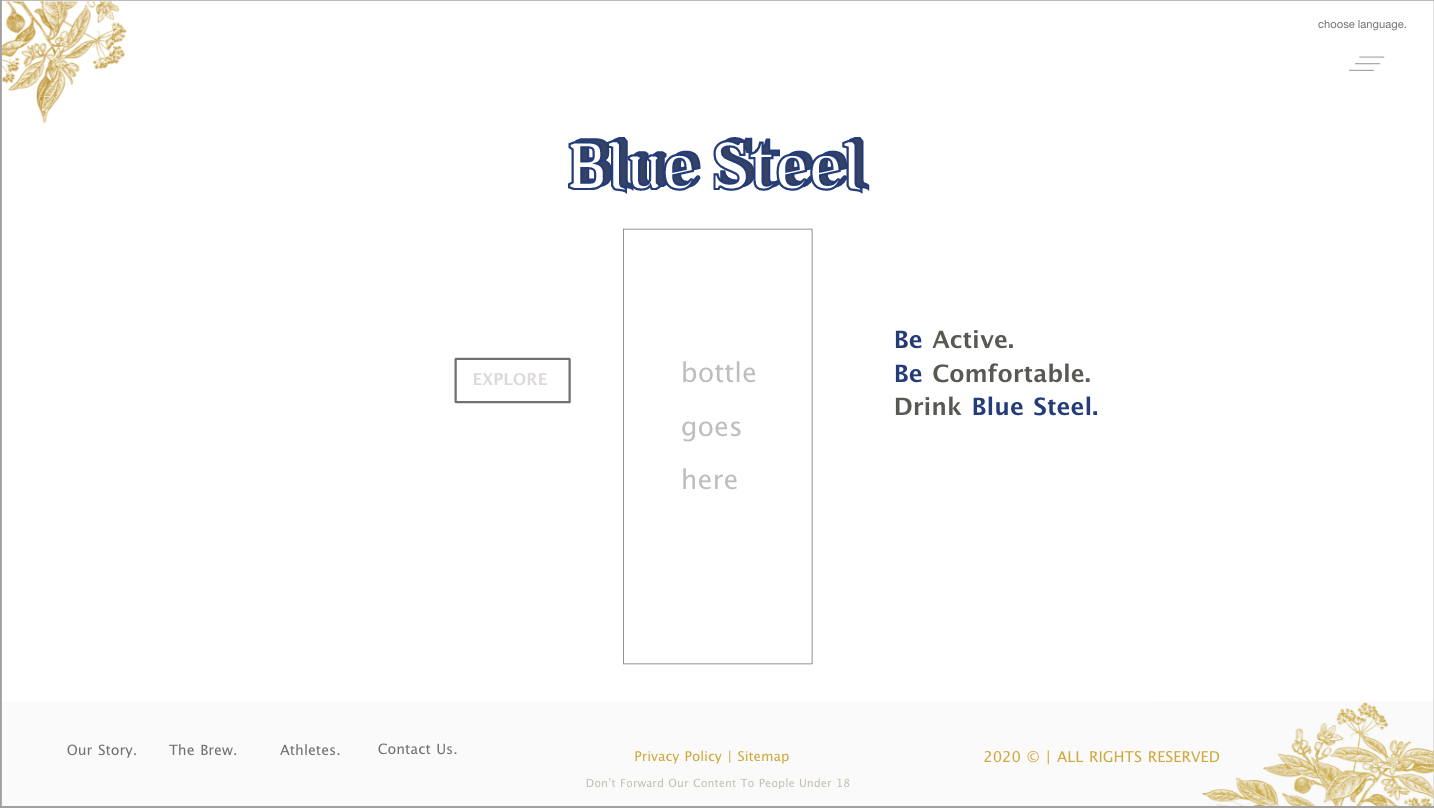 choose language.
Blue Steel
EXPLORE
bottle
goes
here
Be Active.
Be Comfortable.
Drink Blue Steel.
Our Story. The Brew. Athletes. Contact Us.
Privacy Policy | Sitemap
Don't Forward Our Content To People Under 18
2020 © | ALL RIGHTS RESERVED